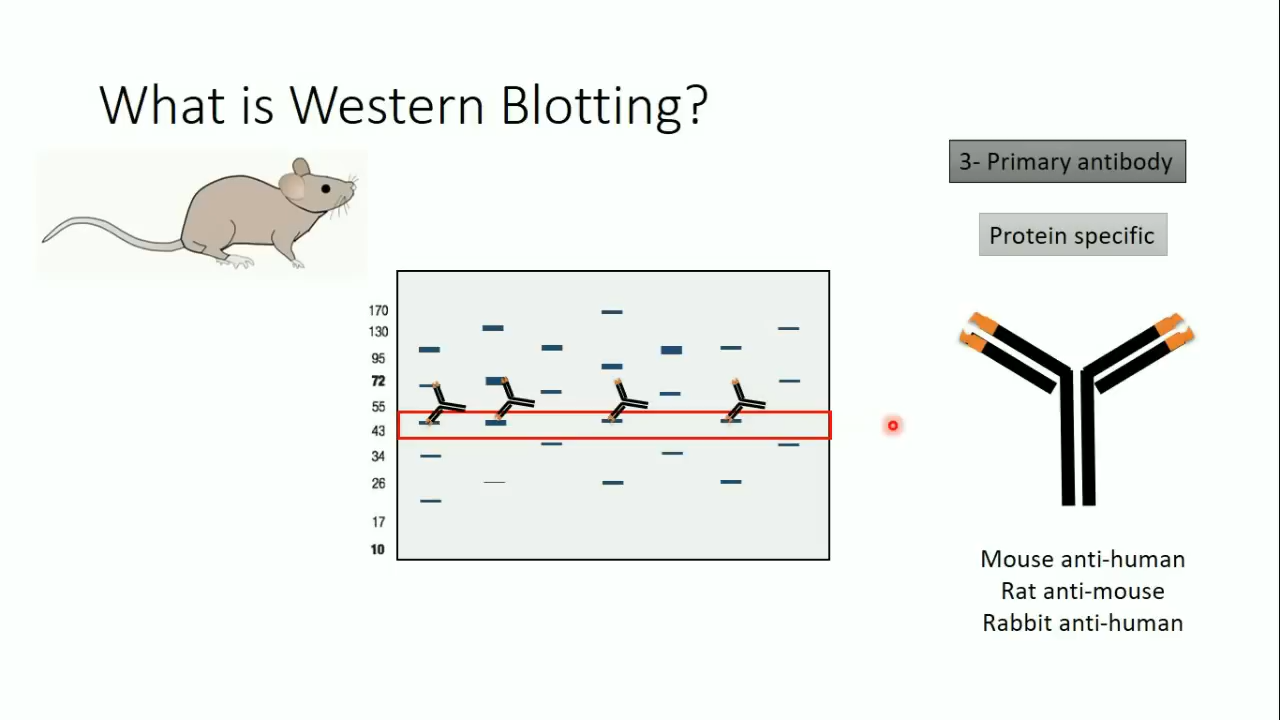 What is Western Blotting?
3- Primary antibody
Protein specific
170
130
95
72
55
43
34
26
17
10
Mouse anti-human
Rat anti-mouse
Rabbit anti-human